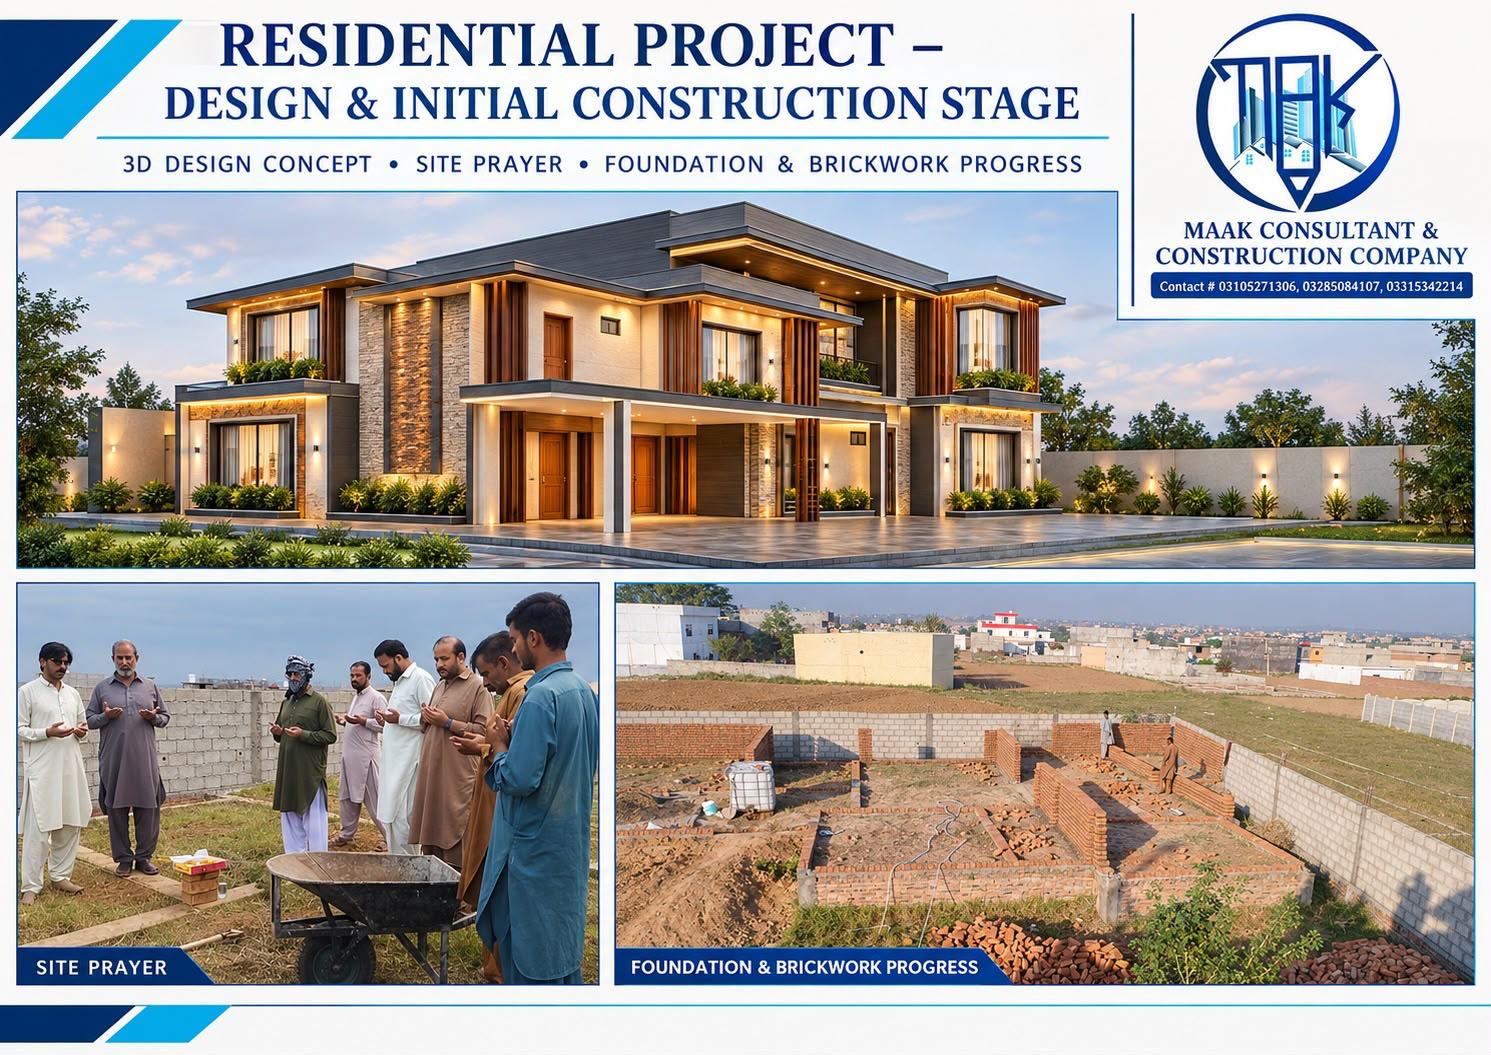 RESIDENTIAL PROJECT –
DESIGN & INITIAL CONSTRUCTION STAGE
3D DESIGN CONCEPT • SITE PRAYER • FOUNDATION & BRICKWORK PROGRESS
MAAK
MAAK CONSULTANT &
CONSTRUCTION COMPANY
Contact # 03105271306, 03285084107, 03315342214
SITE PRAYER
FOUNDATION & BRICKWORK PROGRESS